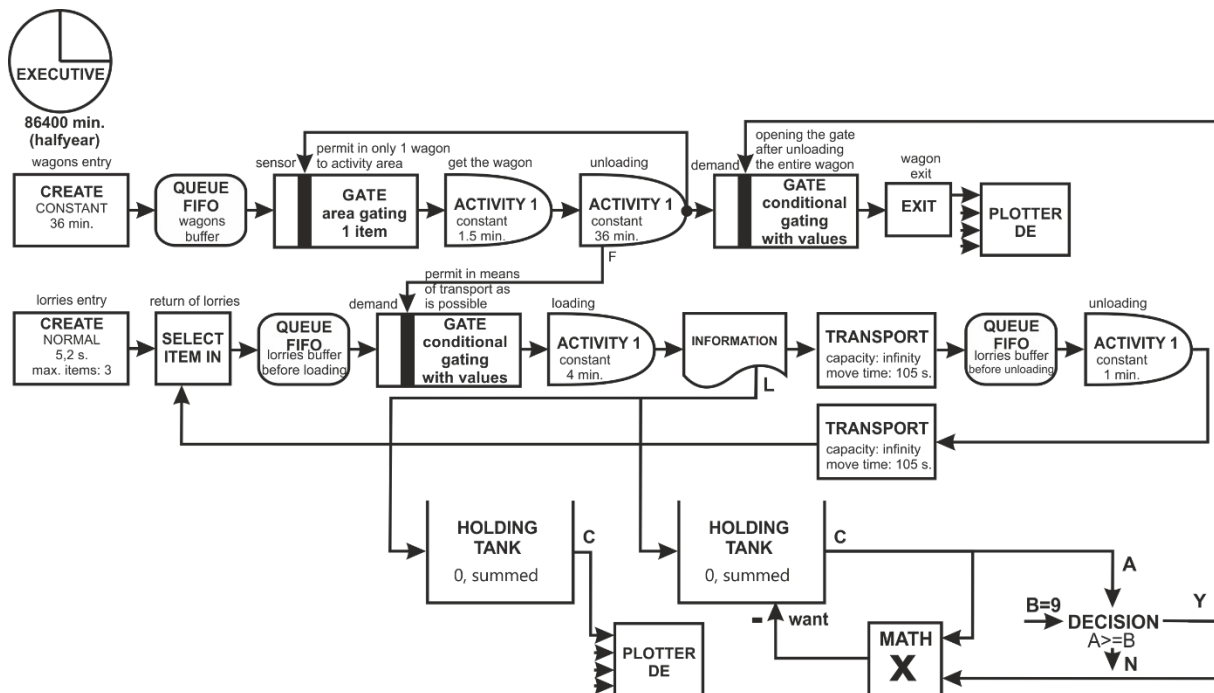 EXECUTIVE
86400 min.
(halfyear)
wagons entry
CREATE
CONSTANT
36 min.
QUEUE
FIFO
wagons
buffer
sensor
permit in only 1 wagon
to activity area
GATE
area gating
1 item
get the wagon
ACTIVITY 1
constant
1.5 min.
unloading
ACTIVITY 1
constant
36 min.
F
demand
opening the gate
after unloading
the entire wagon
GATE
conditional
gating
with values
wagon
exit
EXIT
PLOTTER
DE
lorries entry
CREATE
NORMAL
5,2 s.
max. items: 3
return of lorries
SELECT
ITEM IN
QUEUE
FIFO
lorries buffer
before loading
demand
permit in means
of transport as
is possible
GATE
conditional
gating
with values
loading
ACTIVITY 1
constant
4 min.
INFORMATION
L
TRANSPORT
capacity: infinity
move time: 105 s.
QUEUE
FIFO
lorries buffer
before unloading
unloading
ACTIVITY 1
constant
1 min.
TRANSPORT
capacity: infinity
move time: 105 s.
HOLDING
TANK
0, summed
C
PLOTTER
DE
HOLDING
TANK
0, summed
C
- want
MATH
X
A
B=9
DECISION
A>=B
Y
N